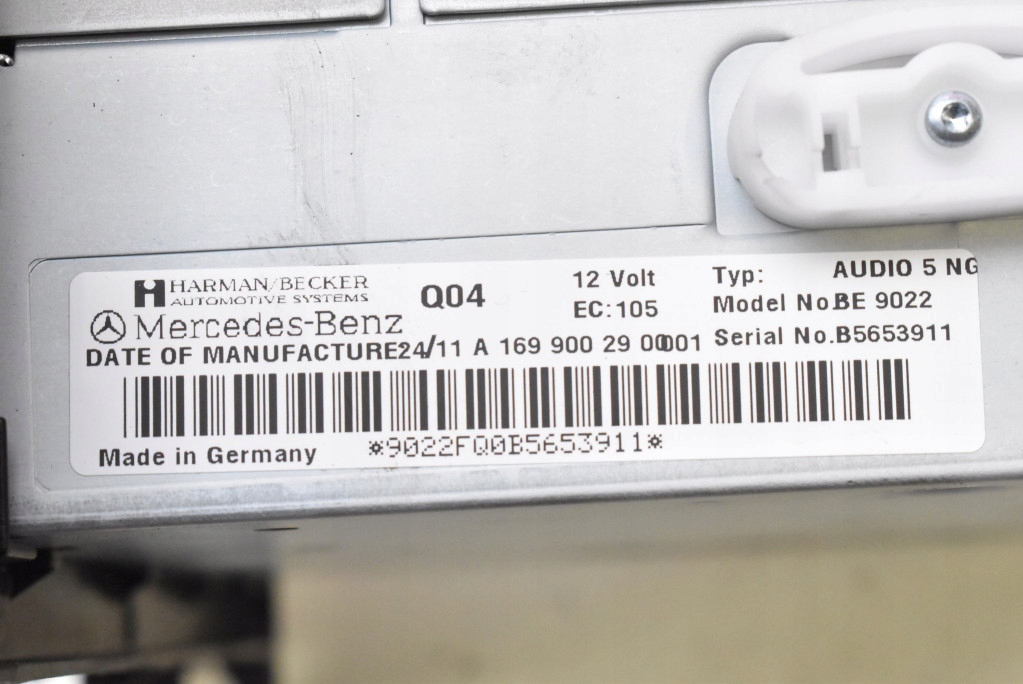 HARMAN/BECKER
AUTOMOTIVE SYSTEMS
Mercedes-Benz
Q04
12 Volt
EC:105
Typ: AUDIO 5 NG
Model No.BE 9022
Serial No.B5653911
DATE OF MANUFACTURE24/11 A 169 900 29 00001
*9022FQ0B5653911*
Made in Germany